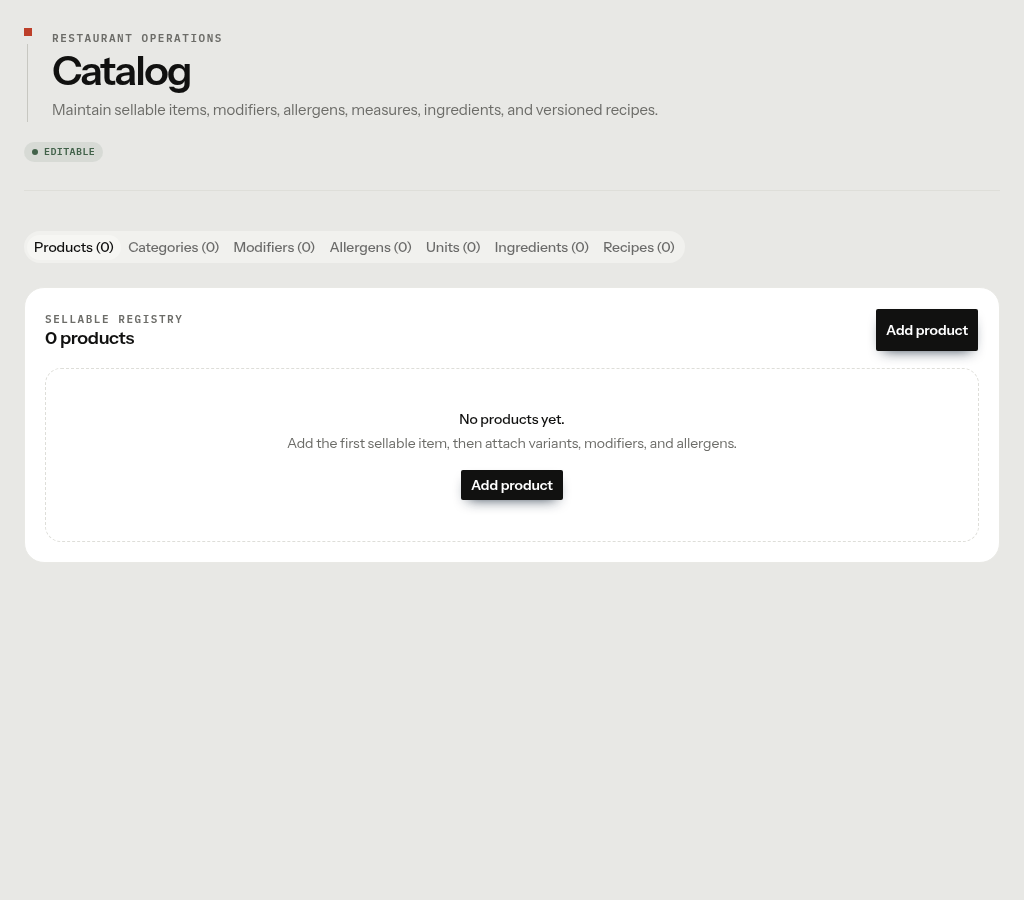 RESTAURANT OPERATIONS
Catalog
Maintain sellable items, modifiers, allergens, measures, ingredients, and versioned recipes.
EDITABLE
Products (0) Categories (0) Modifiers (0) Allergens (0) Units (0) Ingredients (0) Recipes (0)
SELLABLE REGISTRY
0 products
Add product
No products yet.
Add the first sellable item, then attach variants, modifiers, and allergens.
Add product